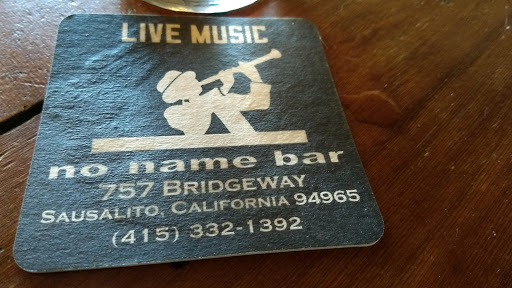 LIVE MUSIC
no name bar
757 BRIDGEWAY
SAUSALITO, CALIFORNIA 94965
(415) 332-1392